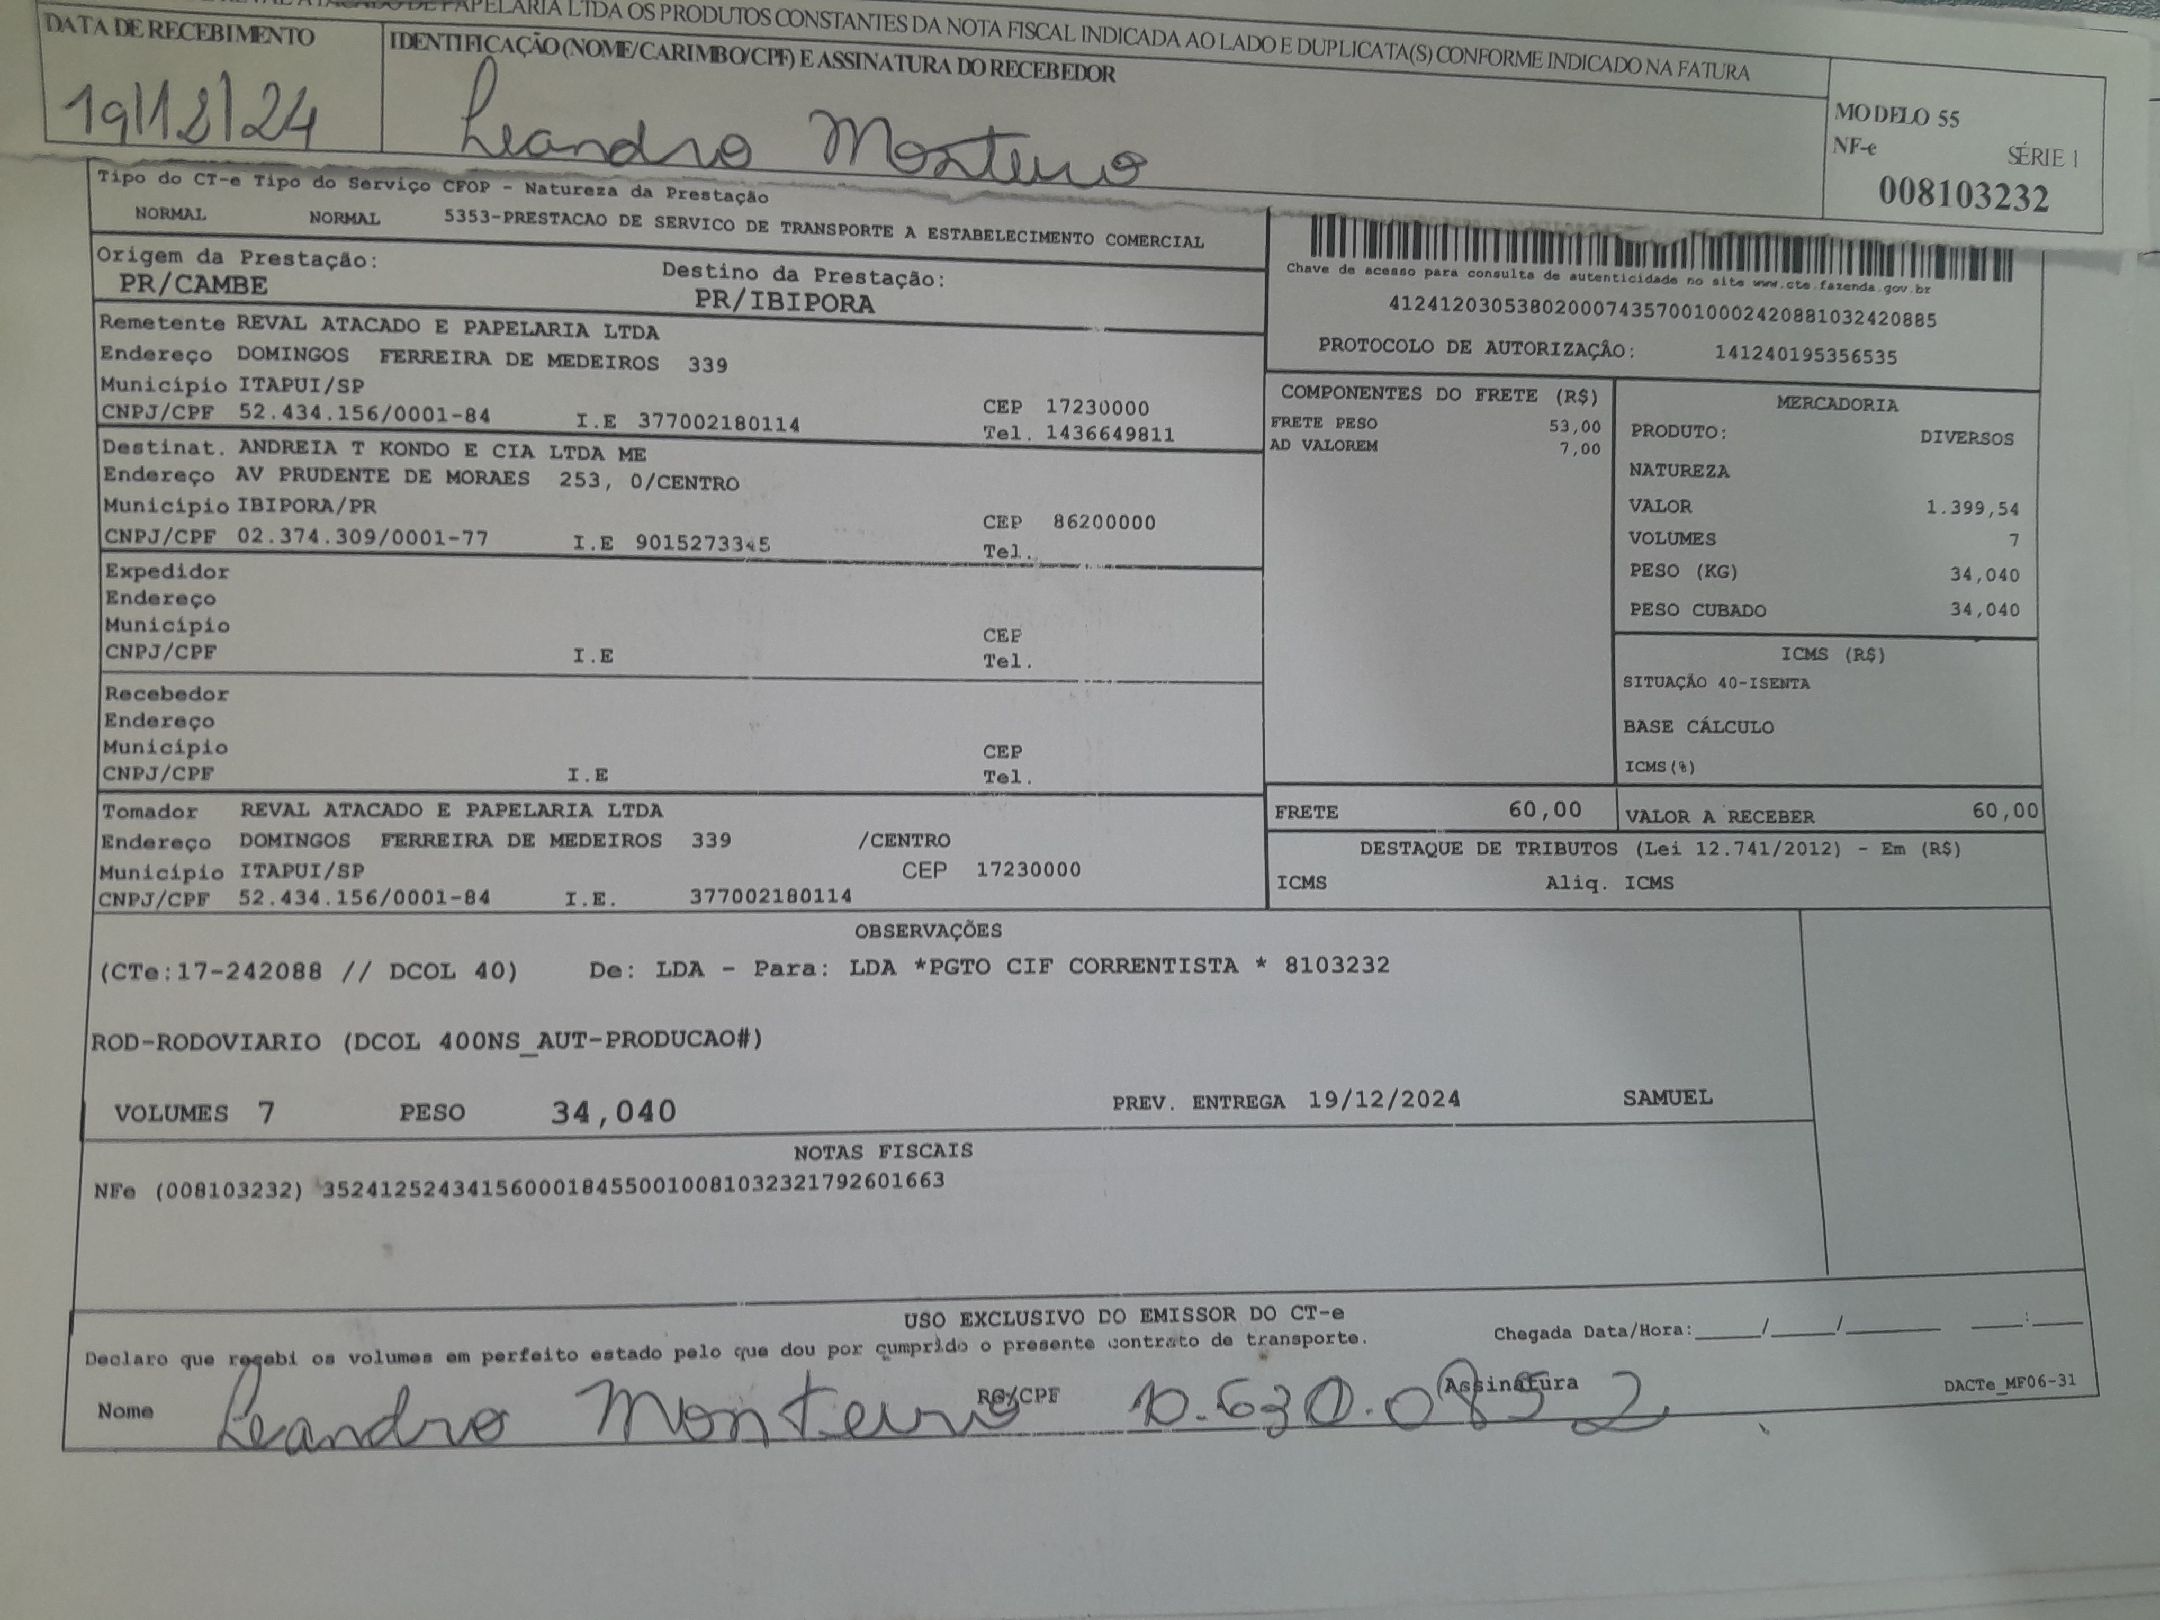 DE PAPELARIA LTDA OS PRODUTOS CONSTANTES DA NOTA FISCAL INDICADA AO LADO E DUPLICATA(S) CONFORME INDICADO NA FATURA
DATA DE RECEBIMENTO IDENTIFICAÇÃO (NOME/CARIMBO/CPF) E ASSINATURA DO RECEBEDOR
19/12/24 Leandro Monteiro
MODELO 55
NF-e SÉRIE 1
008103232
Tipo do CT-e Tipo do Serviço CFOP - Natureza da Prestação
NORMAL NORMAL 5353-PRESTACAO DE SERVICO DE TRANSPORTE A ESTABELECIMENTO COMERCIAL
Origem da Prestação: Destino da Prestação:
PR/CAMBE PR/IBIPORA
Chave de acesso para consulta de autenticidade no site www.cte.fazenda.gov.br
41241203053802000743570010002420881032420885
PROTOCOLO DE AUTORIZAÇÃO: 141240195356535
Remetente REVAL ATACADO E PAPELARIA LTDA
Endereço DOMINGOS FERREIRA DE MEDEIROS 339
Município ITAPUI/SP CEP 17230000
CNPJ/CPF 52.434.156/0001-84 I.E 377002180114 Tel. 1436649811
Destinat. ANDREIA T KONDO E CIA LTDA ME
Endereço AV PRUDENTE DE MORAES 253, 0/CENTRO
Município IBIPORA/PR CEP 86200000
CNPJ/CPF 02.374.309/0001-77 I.E 9015273345 Tel.
Expedidor
Endereço
Município CEP
CNPJ/CPF I.E Tel.
Recebedor
Endereço
Município CEP
CNPJ/CPF I.E Tel.
Tomador REVAL ATACADO E PAPELARIA LTDA
Endereço DOMINGOS FERREIRA DE MEDEIROS 339 /CENTRO
Município ITAPUI/SP CEP 17230000
CNPJ/CPF 52.434.156/0001-84 I.E. 377002180114
COMPONENTES DO FRETE (R$)
FRETE PESO 53,00
AD VALOREM 7,00
MERCADORIA
PRODUTO: DIVERSOS
NATUREZA
VALOR 1.399,54
VOLUMES 7
PESO (KG) 34,040
PESO CUBADO 34,040
ICMS (R$)
SITUAÇÃO 40-ISENTA
BASE CÁLCULO
ICMS(%)
FRETE 60,00 VALOR A RECEBER 60,00
DESTAQUE DE TRIBUTOS (Lei 12.741/2012) - Em (R$)
ICMS Aliq. ICMS
OBSERVAÇÕES
(CTe:17-242088 // DCOL 40) De: LDA - Para: LDA *PGTO CIF CORRENTISTA * 8103232
ROD-RODOVIARIO (DCOL 400NS_AUT-PRODUCAO#)
VOLUMES 7 PESO 34,040 PREV. ENTREGA 19/12/2024 SAMUEL
NOTAS FISCAIS
NFe (008103232) 35241252434156000184550010081032321792601663
USO EXCLUSIVO DO EMISSOR DO CT-e
Declaro que recebi os volumes em perfeito estado pelo que dou por cumprido o presente contrato de transporte. Chegada Data/Hora:_____/_____/_______ ____:____
Nome Leandro Monteiro RG/CPF 10.630.085 2 Assinatura DACTe_MF06-31